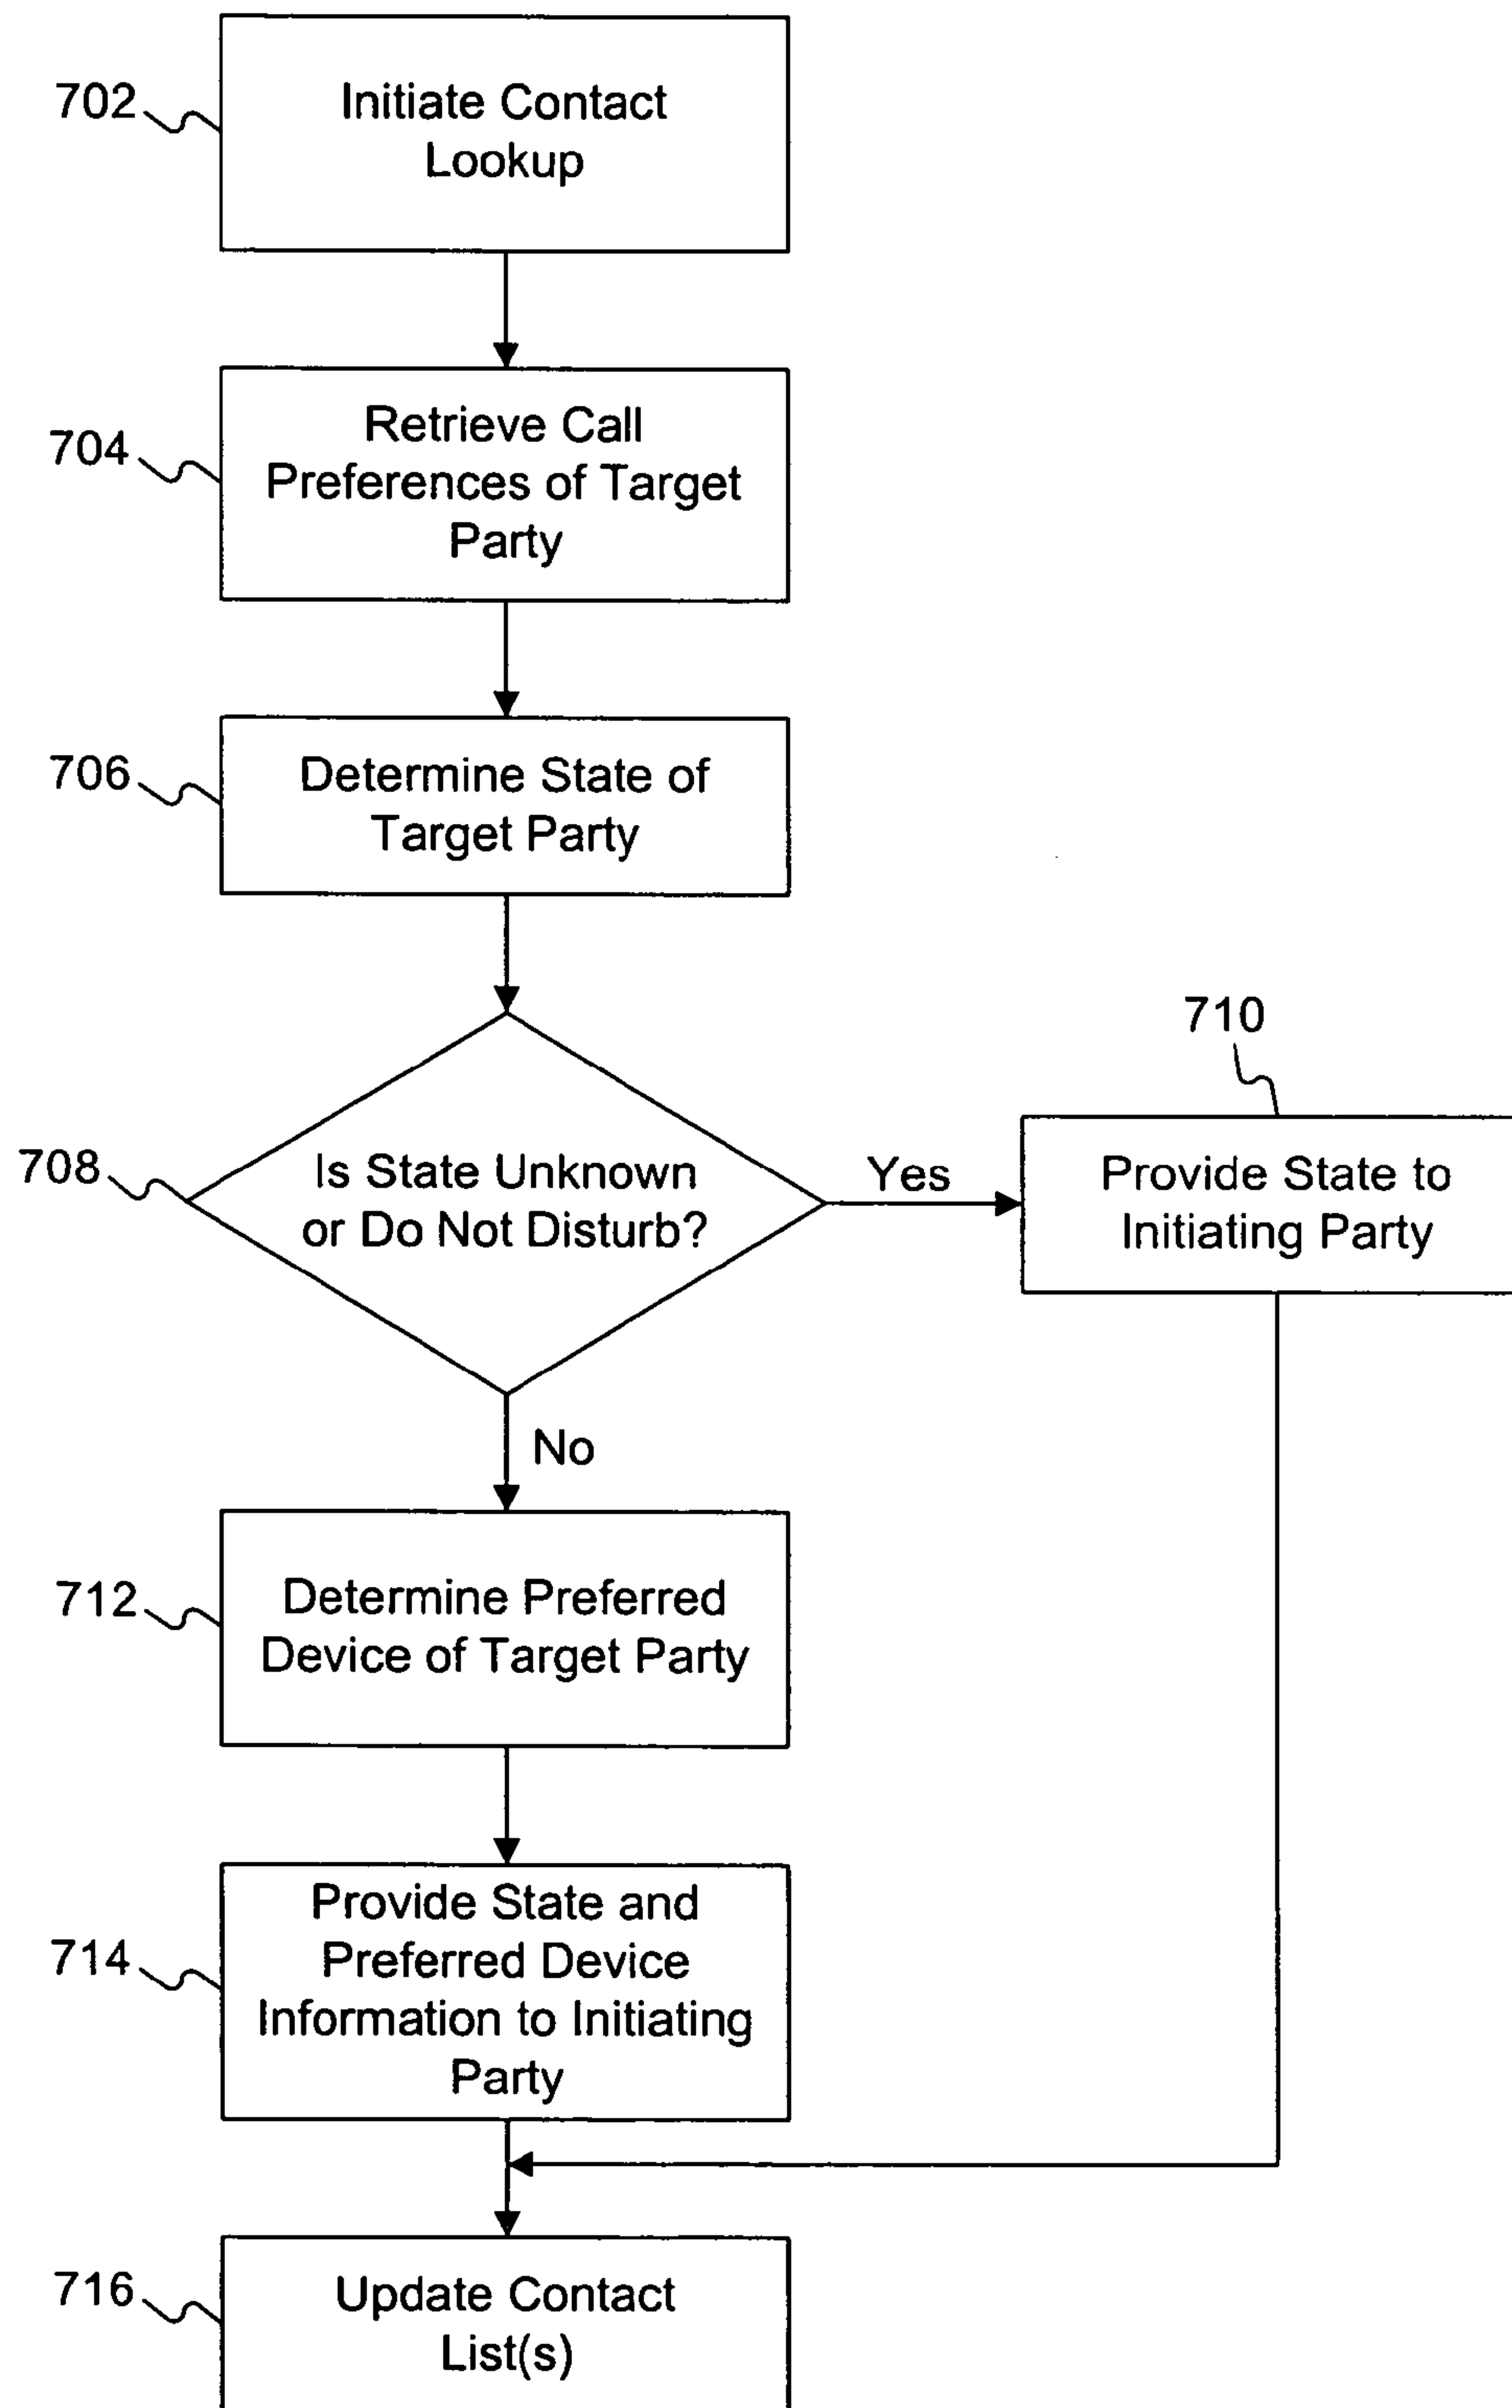 702
Initiate Contact
Lookup
704
Retrieve Call
Preferences of Target
Party
706
Determine State of
Target Party
708
Is State Unknown
or Do Not Disturb?
Yes
710
Provide State to
Initiating Party
No
712
Determine Preferred
Device of Target Party
714
Provide State and
Preferred Device
Information to Initiating
Party
716
Update Contact
List(s)